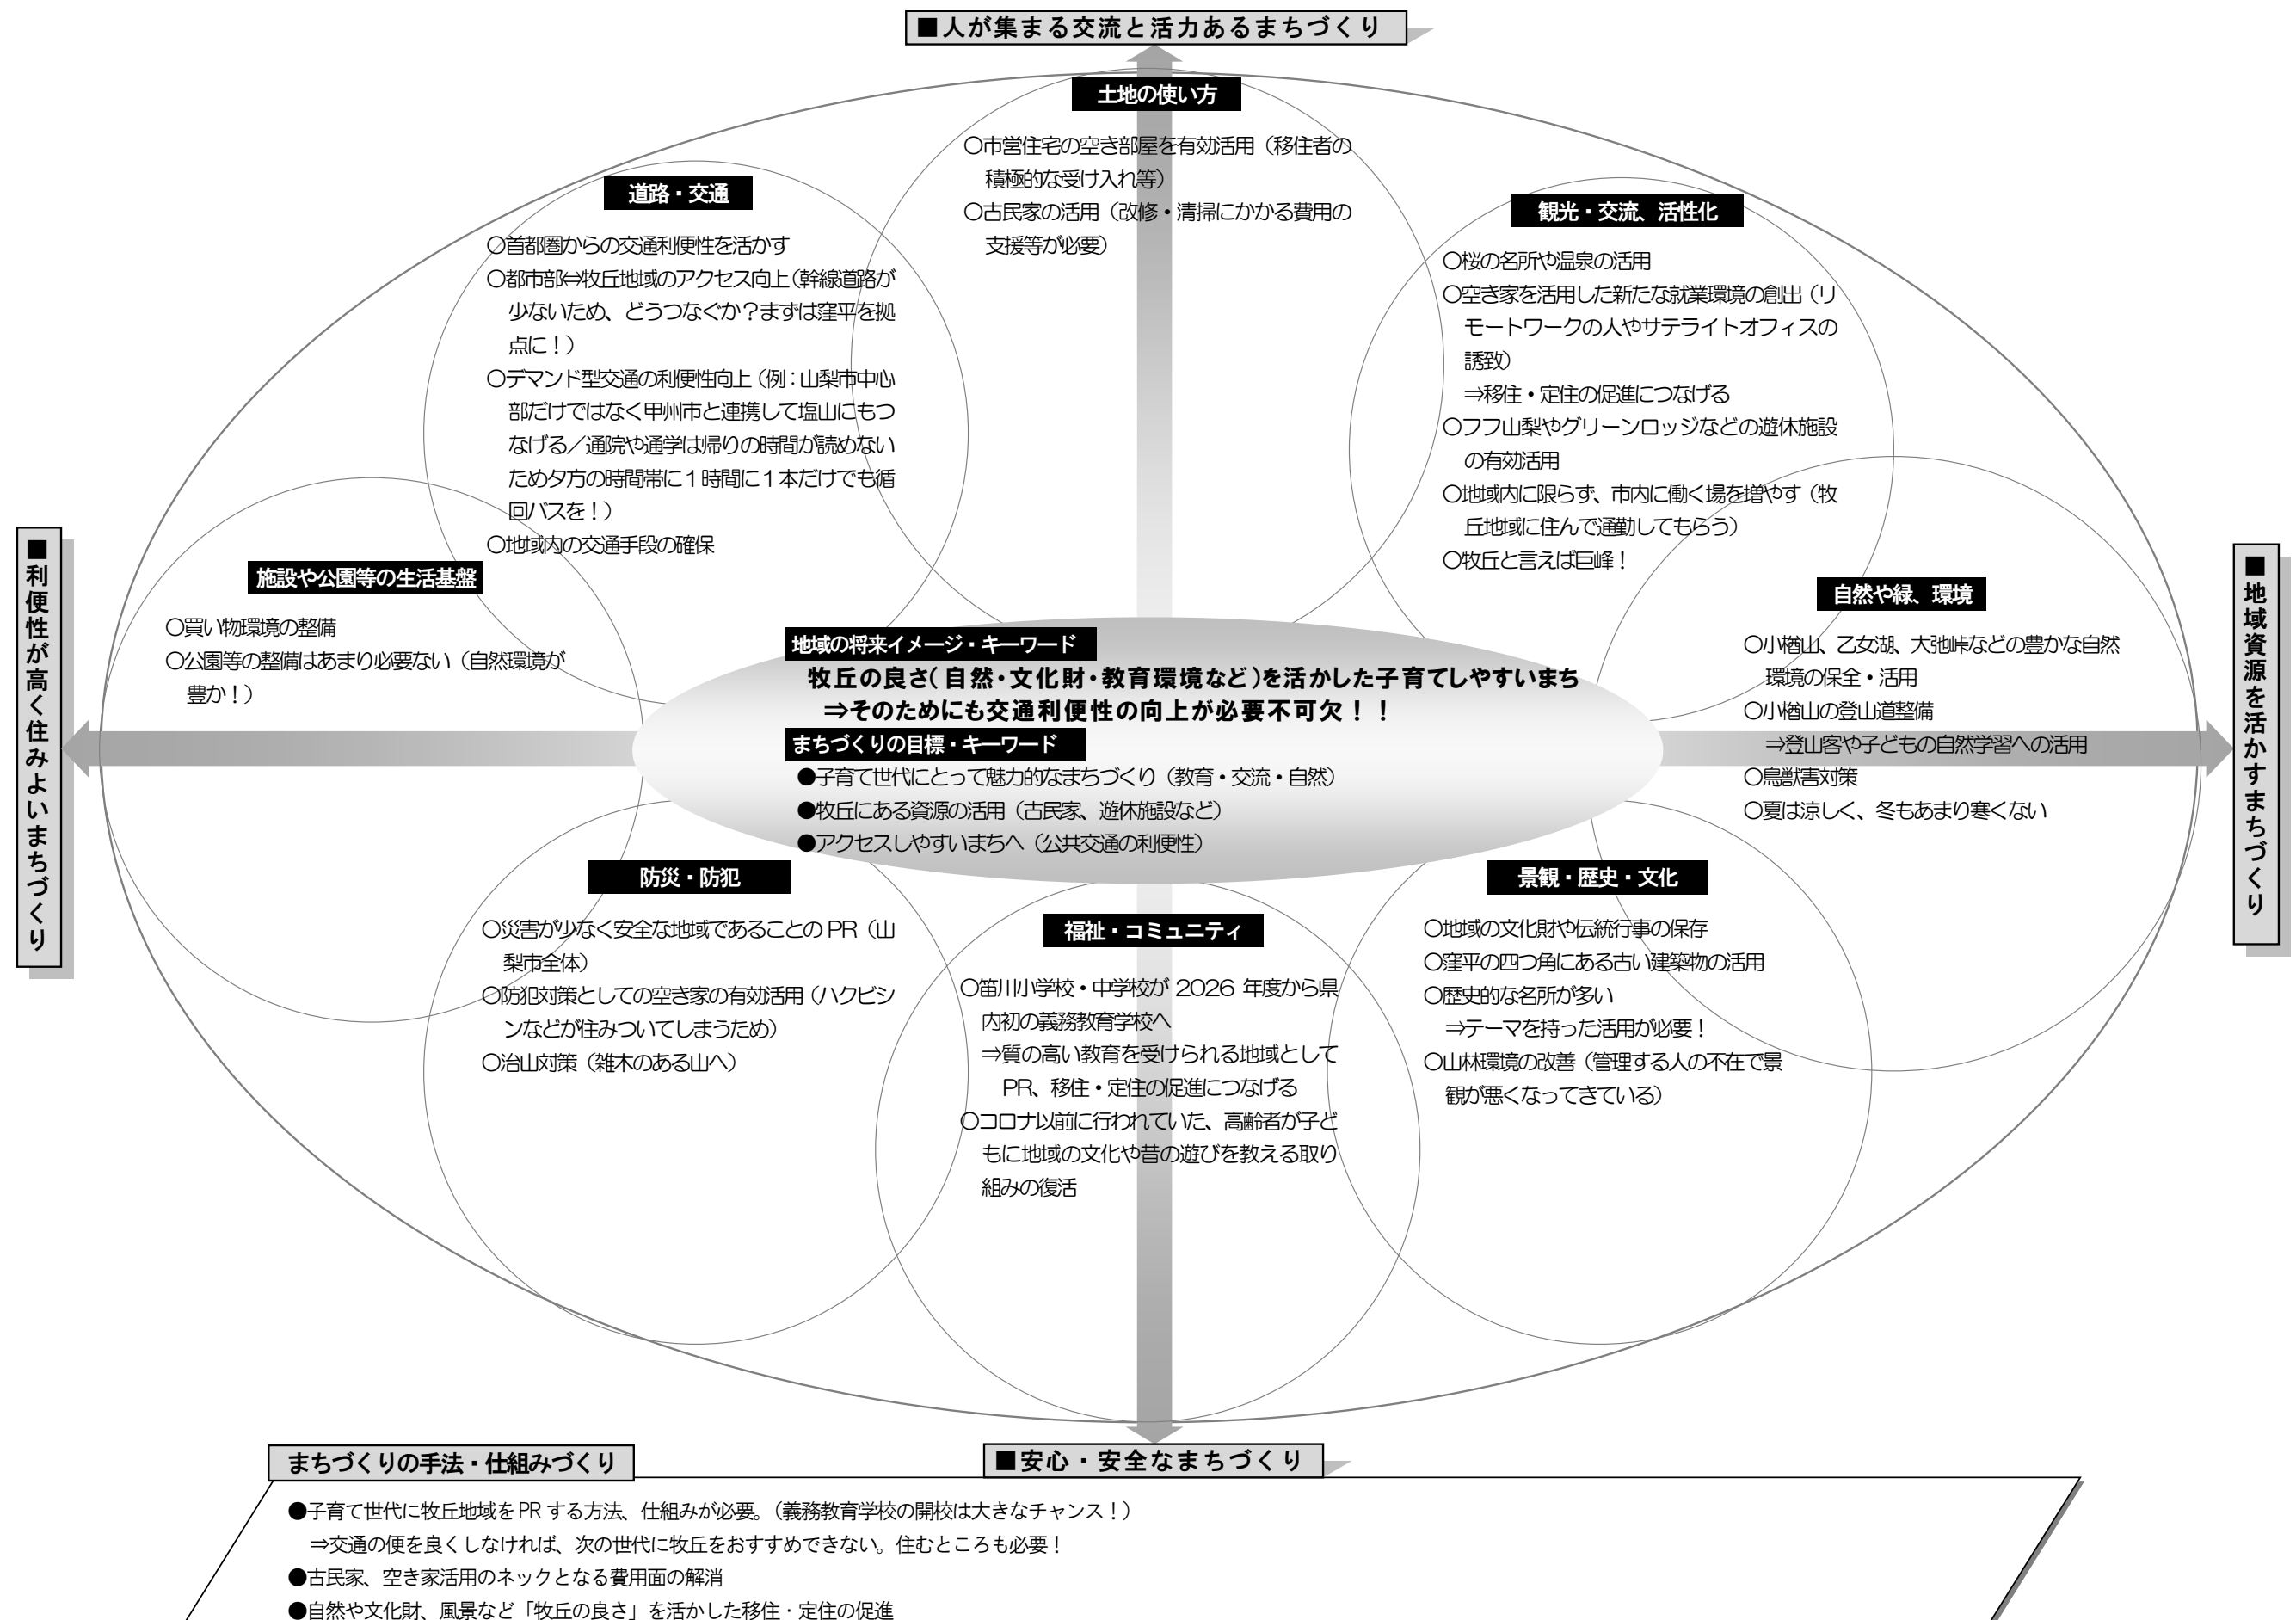 ■人が集まる交流と活力あるまちづくり
土地の使い方
○市営住宅の空き部屋を有効活用（移住者の
積極的な受け入れ等）
○古民家の活用（改修・清掃にかかる費用の
支援等が必要）
道路・交通
○首都圏からの交通利便性を活かす
○都市部⇔牧丘地域のアクセス向上（幹線道路が
少ないため、どうつなぐか？まずは窪平を拠
点に！）
○デマンド型交通の利便性向上（例：山梨市中心
部だけではなく甲州市と連携して塩山にもつ
なげる／通院や通学は帰りの時間が読めない
ため夕方の時間帯に１時間に１本だけでも循
回バスを！）
○地域内の交通手段の確保
観光・交流、活性化
○桜の名所や温泉の活用
○空き家を活用した新たな就業環境の創出（リ
モートワークの人やサテライトオフィスの
誘致）
⇒移住・定住の促進につなげる
○フフ山梨やグリーンロッジなどの遊休施設
の有効活用
○地域内に限らず、市内に働く場を増やす（牧
丘地域に住んで通勤してもらう）
○牧丘と言えば巨峰！
■利便性が高く住みよいまちづくり
施設や公園等の生活基盤
○買い物環境の整備
○公園等の整備はあまり必要ない（自然環境が
豊か！）
地域の将来イメージ・キーワード
牧丘の良さ（自然・文化財・教育環境など）を活かした子育てしやすいまち
⇒そのためにも交通利便性の向上が必要不可欠！！
まちづくりの目標・キーワード
●子育て世代にとって魅力的なまちづくり（教育・交流・自然）
●牧丘にある資源の活用（古民家、遊休施設など）
●アクセスしやすいまちへ（公共交通の利便性）
自然や緑、環境
○小楢山、乙女湖、大弛峠などの豊かな自然
環境の保全・活用
○小楢山の登山道整備
⇒登山客や子どもの自然学習への活用
○鳥獣害対策
○夏は涼しく、冬もあまり寒くない
■地域資源を活かすまちづくり
防災・防犯
○災害が少なく安全な地域であることの PR（山
梨市全体）
○防犯対策としての空き家の有効活用（ハクビシ
ンなどが住みついてしまうため）
○治山対策（雑木のある山へ）
福祉・コミュニティ
○笛川小学校・中学校が 2026 年度から県
内初の義務教育学校へ
⇒質の高い教育を受けられる地域として
PR、移住・定住の促進につなげる
○コロナ以前に行われていた、高齢者が子ど
もに地域の文化や昔の遊びを教える取り
組みの復活
景観・歴史・文化
○地域の文化財や伝統行事の保存
○窪平の四つ角にある古い建築物の活用
○歴史的な名所が多い
⇒テーマを持った活用が必要！
○山林環境の改善（管理する人の不在で景
観が悪くなってきている）
■安心・安全なまちづくり
まちづくりの手法・仕組みづくり
●子育て世代に牧丘地域を PR する方法、仕組みが必要。（義務教育学校の開校は大きなチャンス！）
⇒交通の便を良くしなければ、次の世代に牧丘をおすすめできない。住むところも必要！
●古民家、空き家活用のネックとなる費用面の解消
●自然や文化財、風景など「牧丘の良さ」を活かした移住・定住の促進